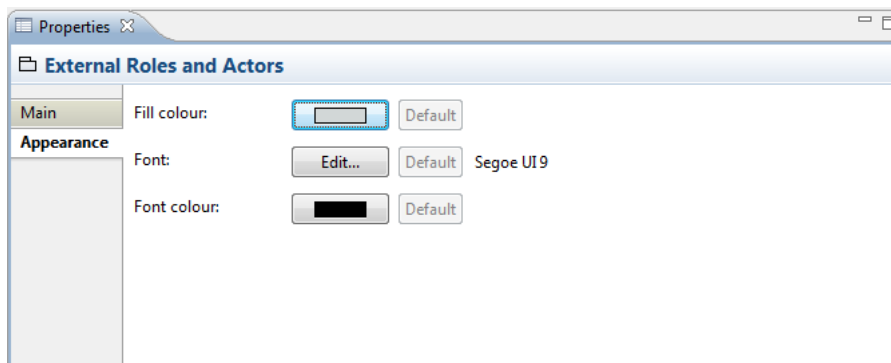 Properties
External Roles and Actors
Main
Fill colour: Default
Appearance
Font: Edit... Default Segoe UI 9
Font colour: Default